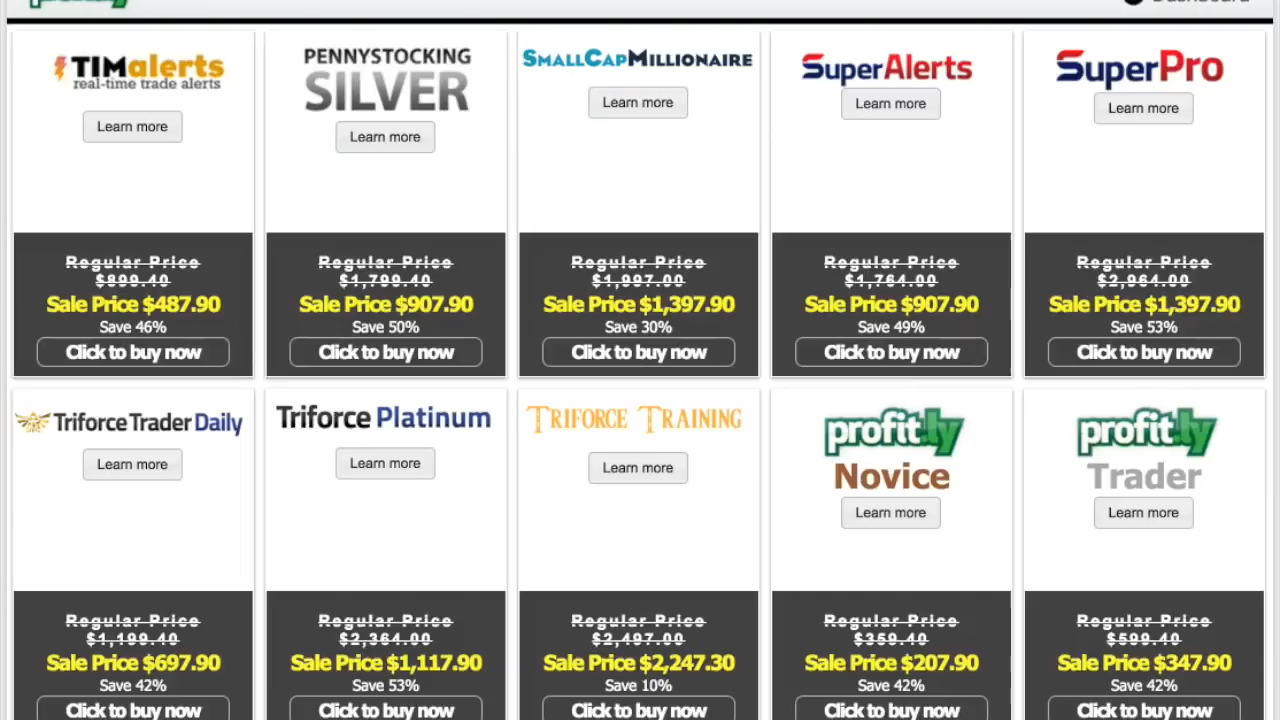 profit.ly
Dashboard
TIMalerts
real-time trade alerts
Learn more
PENNYSTOCKING
SILVER
Learn more
SMALLCAPMILLIONAIRE
Learn more
SuperAlerts
Learn more
SuperPro
Learn more
Regular Price
$899.40
Sale Price $487.90
Save 46%
Click to buy now
Regular Price
$1,799.40
Sale Price $907.90
Save 50%
Click to buy now
Regular Price
$1,997.00
Sale Price $1,397.90
Save 30%
Click to buy now
Regular Price
$1,764.00
Sale Price $907.90
Save 49%
Click to buy now
Regular Price
$2,964.00
Sale Price $1,397.90
Save 53%
Click to buy now
Triforce Trader Daily
Learn more
Triforce Platinum
Learn more
TRIFORCE TRAINING
Learn more
profit.ly
Novice
Learn more
profit.ly
Trader
Learn more
Regular Price
$1,199.40
Sale Price $697.90
Save 42%
Click to buy now
Regular Price
$2,364.00
Sale Price $1,117.90
Save 53%
Click to buy now
Regular Price
$2,497.00
Sale Price $2,247.30
Save 10%
Click to buy now
Regular Price
$359.40
Sale Price $207.90
Save 42%
Click to buy now
Regular Price
$599.40
Sale Price $347.90
Save 42%
Click to buy now